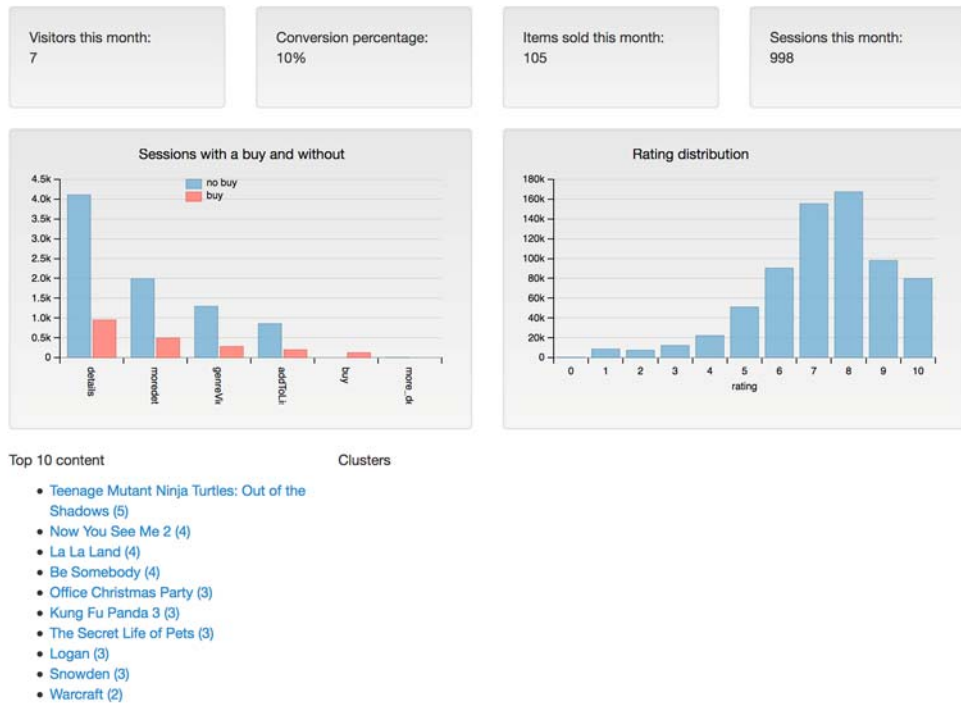 Visitors this month:
7
Conversion percentage:
10%
Items sold this month:
105
Sessions this month:
998
Sessions with a buy and without
no buy
buy
4.5k
4.0k
3.5k
3.0k
2.5k
2.0k
1.5k
1.0k
0.5k
0
details
moredet
genreVi
addToLi
buy
more_de
Rating distribution
180k
160k
140k
120k
100k
80k
60k
40k
20k
0
0 1 2 3 4 5 6 7 8 9 10
rating
Top 10 content
Teenage Mutant Ninja Turtles: Out of the
Shadows (5)
Now You See Me 2 (4)
La La Land (4)
Be Somebody (4)
Office Christmas Party (3)
Kung Fu Panda 3 (3)
The Secret Life of Pets (3)
Logan (3)
Snowden (3)
Warcraft (2)
Clusters